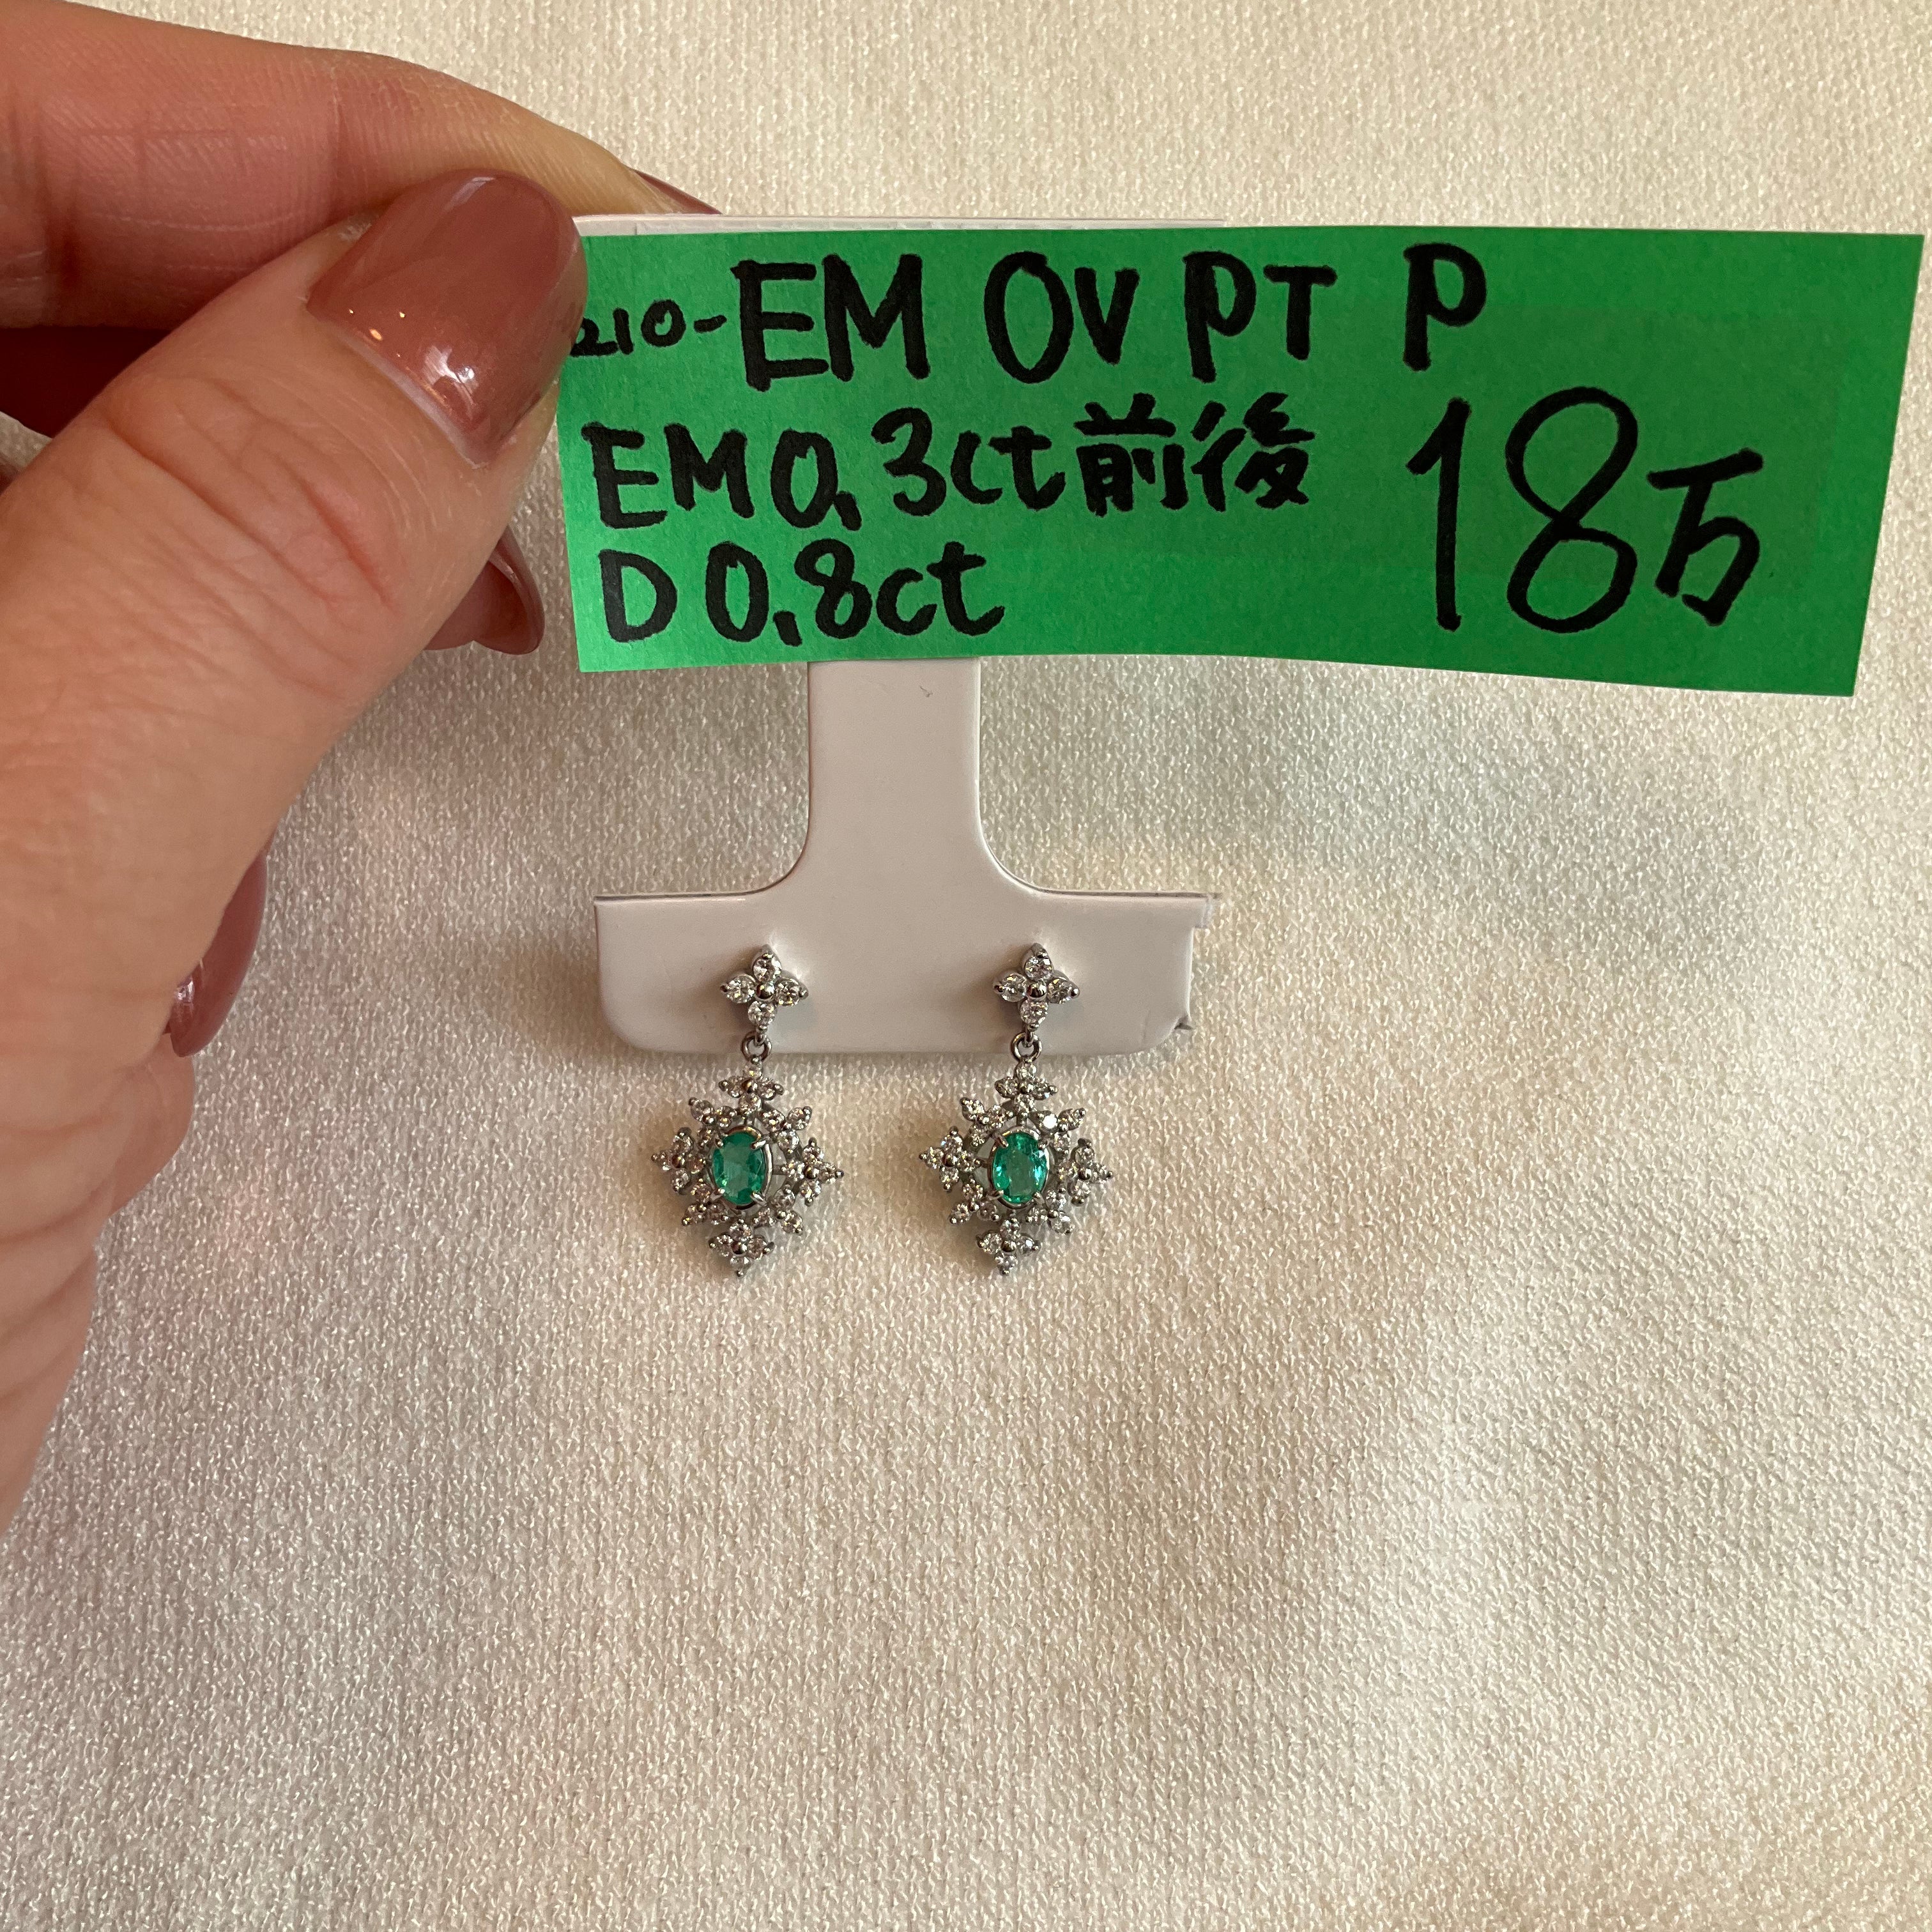 210-EM OV PT P
EM0.3ct前後 18万
D0.8ct